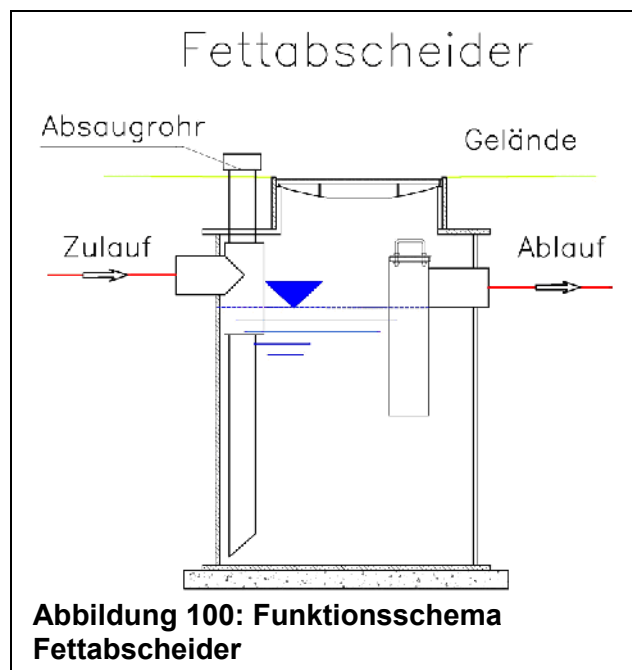 Fettabscheider
Absaugrohr
Gelände
Zulauf
Ablauf
Abbildung 100: Funktionsschema
Fettabscheider